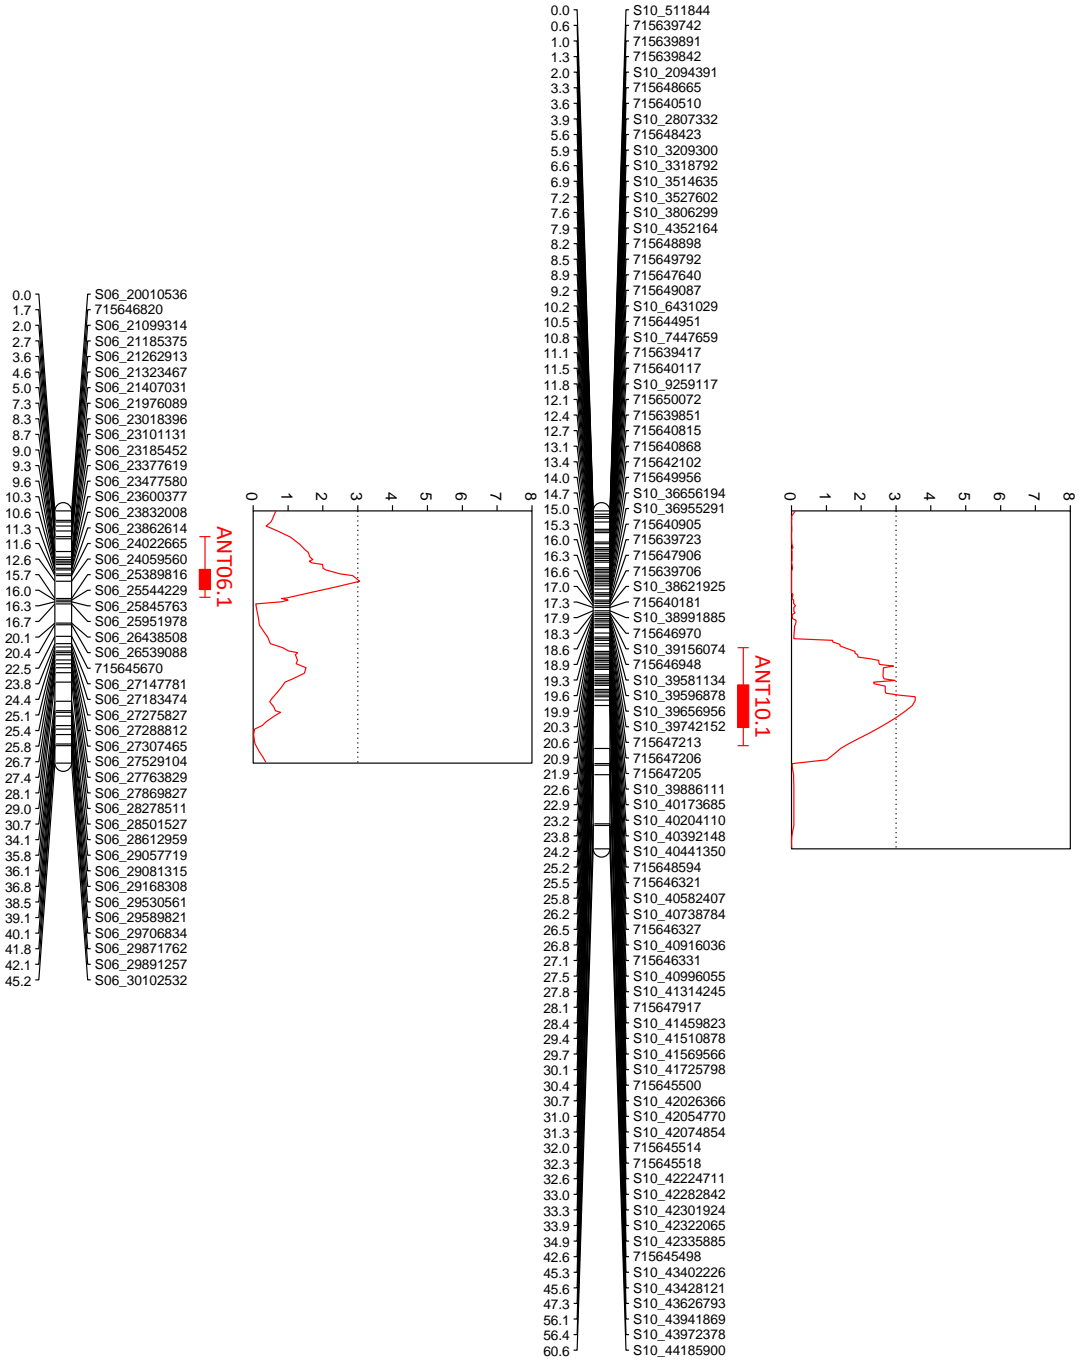 0.0 S06_20010536
1.7 715646820
2.0 S06_21099314
2.7 S06_21185375
3.6 S06_21262913
4.6 S06_21323467
5.0 S06_21407031
7.3 S06_21976089
8.3 S06_23018396
8.7 S06_23101131
9.0 S06_23185452
9.3 S06_23377619
9.6 S06_23477580
10.3 S06_23600377
10.6 S06_23832008
11.3 S06_23862614
11.6 S06_24022665
12.6 S06_24059560
15.7 S06_25389816
16.0 S06_25544229
16.3 S06_25845763
16.7 S06_25951978
20.1 S06_26438508
20.4 S06_26539088
22.5 715645670
23.8 S06_27147781
24.4 S06_27183474
25.1 S06_27275827
25.4 S06_27288812
25.8 S06_27307465
26.7 S06_27529104
27.4 S06_27763829
28.1 S06_27869827
29.0 S06_28278511
30.7 S06_28501527
34.1 S06_28612959
35.8 S06_29057719
36.1 S06_29081315
36.8 S06_29168308
38.5 S06_29530561
39.1 S06_29589821
40.1 S06_29706834
41.8 S06_29871762
42.1 S06_29891257
45.2 S06_30102532
ANT06.1
0 1 2 3 4 5 6 7 8
0.0 S10_511844
0.6 715639742
1.0 715639891
1.3 715639842
2.0 S10_2094391
3.3 715648665
3.6 715640510
3.9 S10_2807332
5.6 715648423
5.9 S10_3209300
6.6 S10_3318792
6.9 S10_3514635
7.2 S10_3527602
7.6 S10_3806299
7.9 S10_4352164
8.2 715648898
8.5 715649792
8.9 715647640
9.2 715649087
10.2 S10_6431029
10.5 715644951
10.8 S10_7447659
11.1 715639417
11.5 715640117
11.8 S10_9259117
12.1 715650072
12.4 715639851
12.7 715640815
13.1 715640868
13.4 715642102
14.0 715649956
14.7 S10_36656194
15.0 S10_36955291
15.3 715640905
16.0 715639723
16.3 715647906
16.6 715639706
17.0 S10_38621925
17.3 715640181
17.9 S10_38991885
18.3 715646970
18.6 S10_39156074
18.9 715646948
19.3 S10_39581134
19.6 S10_39596878
19.9 S10_39656956
20.3 S10_39742152
20.6 715647213
20.9 715647206
21.9 715647205
22.6 S10_39886111
22.9 S10_40173685
23.2 S10_40204110
23.8 S10_40392148
24.2 S10_40441350
25.2 715648594
25.5 715646321
25.8 S10_40582407
26.2 S10_40738784
26.5 715646327
26.8 S10_40916036
27.1 715646331
27.5 S10_40996055
27.8 S10_41314245
28.1 715647917
28.4 S10_41459823
29.4 S10_41510878
29.7 S10_41569566
30.1 S10_41725798
30.4 715645500
30.7 S10_42026366
31.0 S10_42054770
31.3 S10_42074854
32.0 715645514
32.3 715645518
32.6 S10_42224711
33.0 S10_42282842
33.3 S10_42301924
33.9 S10_42322065
34.9 S10_42335885
42.6 715645498
45.3 S10_43402226
45.6 S10_43428121
47.3 S10_43626793
56.1 S10_43941869
56.4 S10_43972378
60.6 S10_44185900
ANT10.1
0 1 2 3 4 5 6 7 8